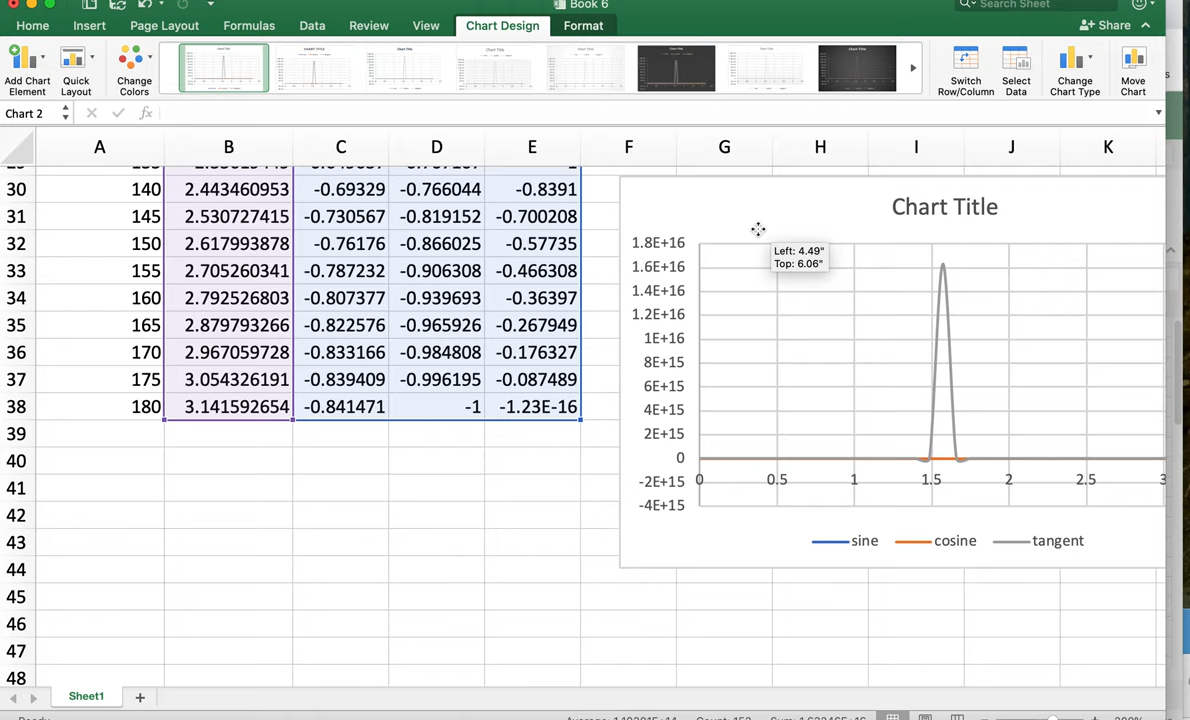 Book 6
Search Sheet
Home Insert Page Layout Formulas Data Review View Chart Design Format Share
Add Chart Element
Quick Layout
Change Colors
Switch Row/Column
Select Data
Change Chart Type
Move Chart
Chart 2 fx
A B C D E F G H I J K
30 140 2.443460953 -0.69329 -0.766044 -0.8391
31 145 2.530727415 -0.730567 -0.819152 -0.700208
32 150 2.617993878 -0.76176 -0.866025 -0.57735
33 155 2.705260341 -0.787232 -0.906308 -0.466308
34 160 2.792526803 -0.807377 -0.939693 -0.36397
35 165 2.879793266 -0.822576 -0.965926 -0.267949
36 170 2.967059728 -0.833166 -0.984808 -0.176327
37 175 3.054326191 -0.839409 -0.996195 -0.087489
38 180 3.141592654 -0.841471 -1 -1.23E-16
39
40
41
42
43
44
45
46
47
48
Chart Title
Left: 4.49"
Top: 6.06"
1.8E+16
1.6E+16
1.4E+16
1.2E+16
1E+16
8E+15
6E+15
4E+15
2E+15
0
-2E+15
-4E+15
0 0.5 1 1.5 2 2.5 3
sine cosine tangent
Sheet1